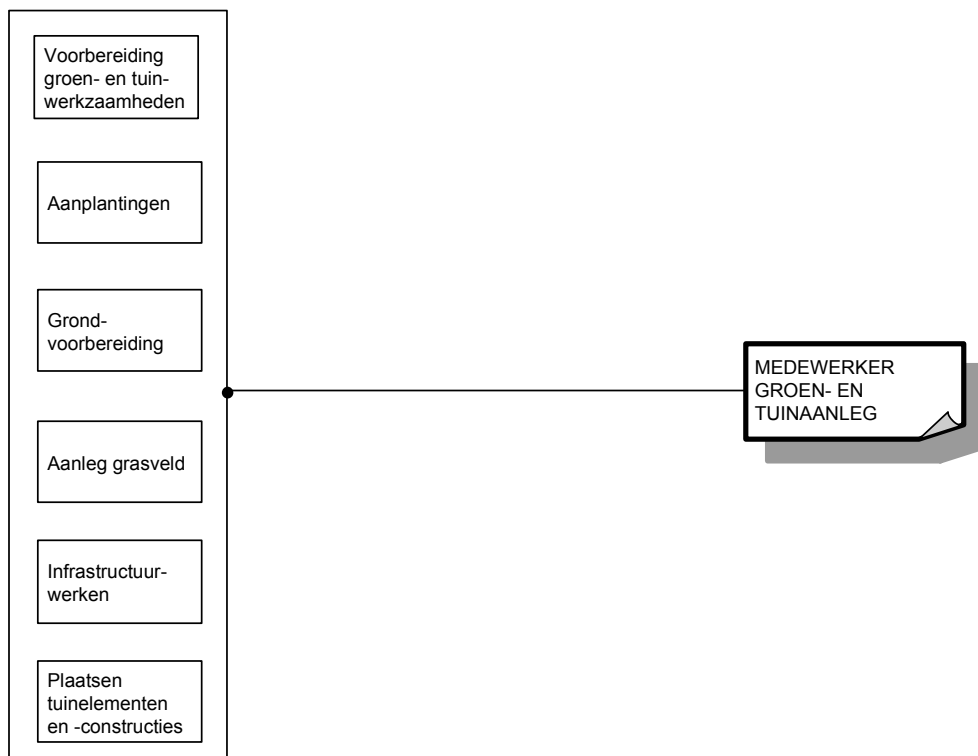 Voorbereiding
groen- en tuin-
werkzaamheden
Aanplantingen
Grond-
voorbereiding
Aanleg grasveld
Infrastructuur-
werken
Plaatsen
tuinelementen
en -constructies
MEDEWERKER
GROEN- EN
TUINAANLEG